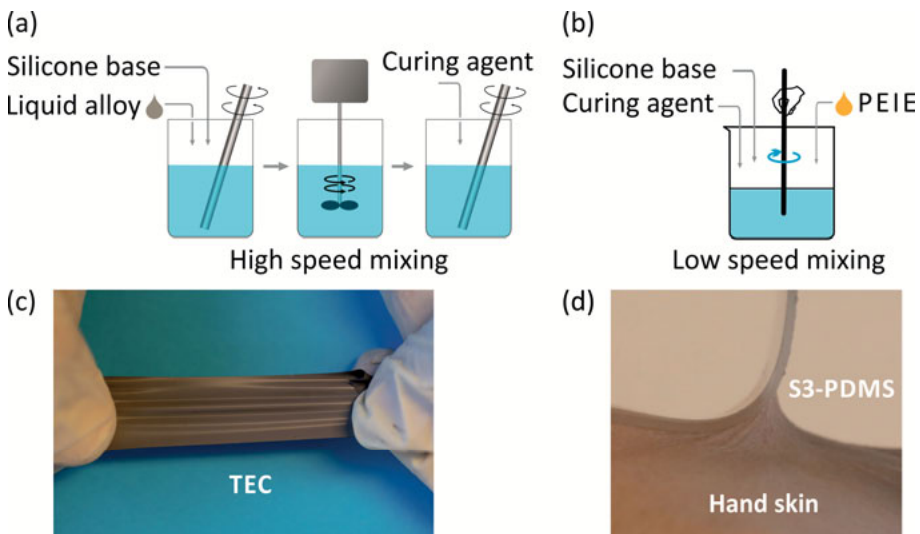 (a)
Silicone base
Liquid alloy
Curing agent
High speed mixing
(b)
Silicone base
Curing agent
PEIE
Low speed mixing
(c)
TEC
(d)
S3-PDMS
Hand skin